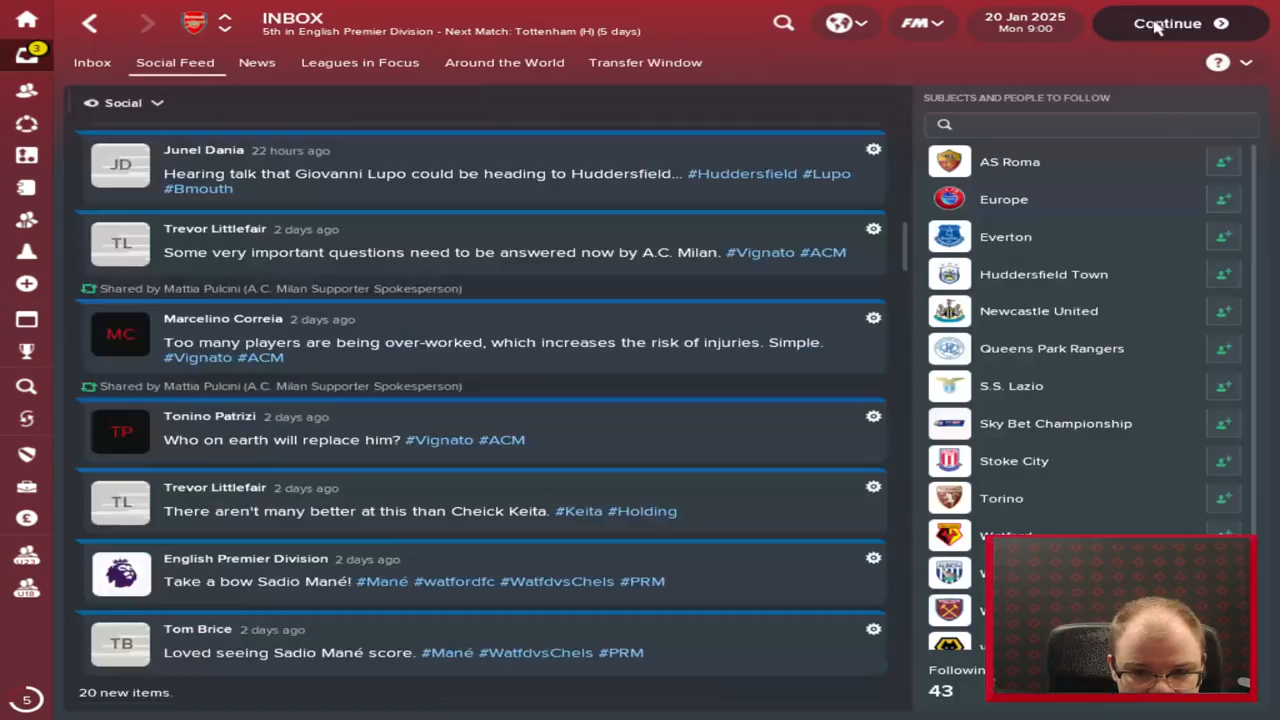 INBOX
5th in English Premier Division - Next Match: Tottenham (H) (5 days)
FM
20 Jan 2025
Mon 9:00
Continue
3
Inbox
Social Feed
News
Leagues in Focus
Around the World
Transfer Window
?
Social
SUBJECTS AND PEOPLE TO FOLLOW
JD
Junel Dania 22 hours ago
Hearing talk that Giovanni Lupo could be heading to Huddersfield... #Huddersfield #Lupo
#Bmouth
TL
Trevor Littlefair 2 days ago
Some very important questions need to be answered now by A.C. Milan. #Vignato #ACM
Shared by Mattia Pulcini (A.C. Milan Supporter Spokesperson)
MC
Marcelino Correia 2 days ago
Too many players are being over-worked, which increases the risk of injuries. Simple.
#Vignato #ACM
Shared by Mattia Pulcini (A.C. Milan Supporter Spokesperson)
TP
Tonino Patrizi 2 days ago
Who on earth will replace him? #Vignato #ACM
TL
Trevor Littlefair 2 days ago
There aren't many better at this than Cheick Keita. #Keita #Holding
English Premier Division 2 days ago
Take a bow Sadio Mané! #Mané #watfordfc #WatfdvsChels #PRM
TB
Tom Brice 2 days ago
Loved seeing Sadio Mané score. #Mané #WatfdvsChels #PRM
20 new items.
AS Roma
Europe
Everton
Huddersfield Town
Newcastle United
Queens Park Rangers
S.S. Lazio
Sky Bet Championship
Stoke City
Torino
Watford
43
U23
U18
5